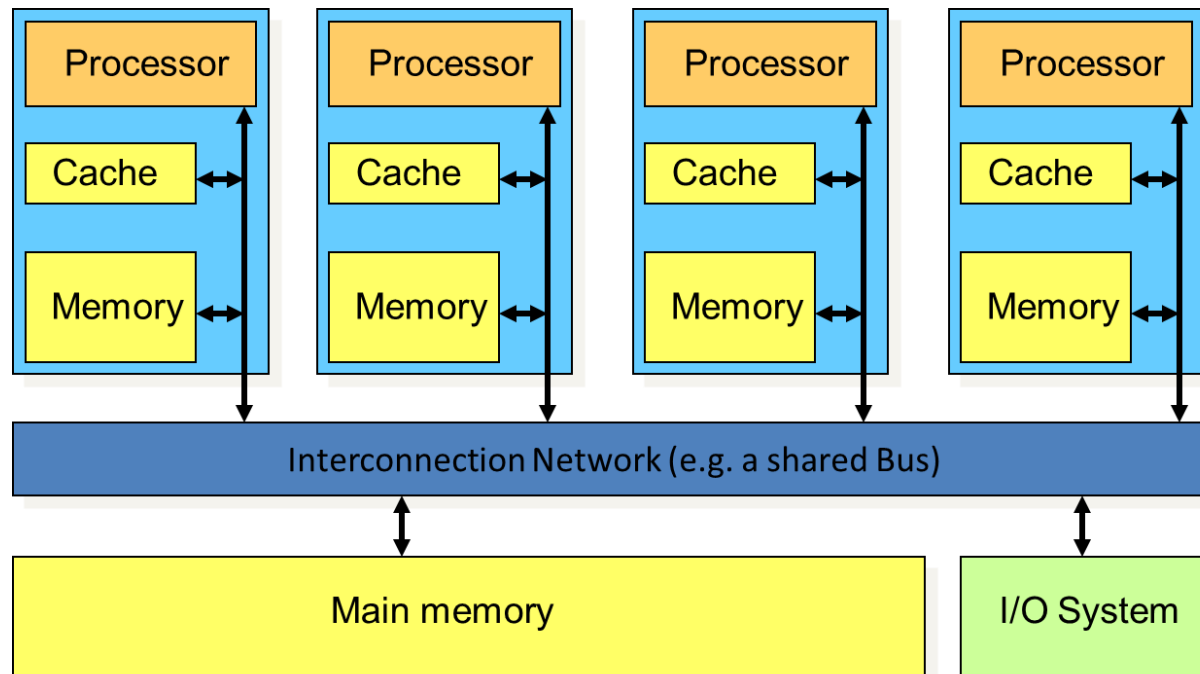 Processor
Processor
Processor
Processor
Cache
Cache
Cache
Cache
Memory
Memory
Memory
Memory
Interconnection Network (e.g. a shared Bus)
Main memory
I/O System